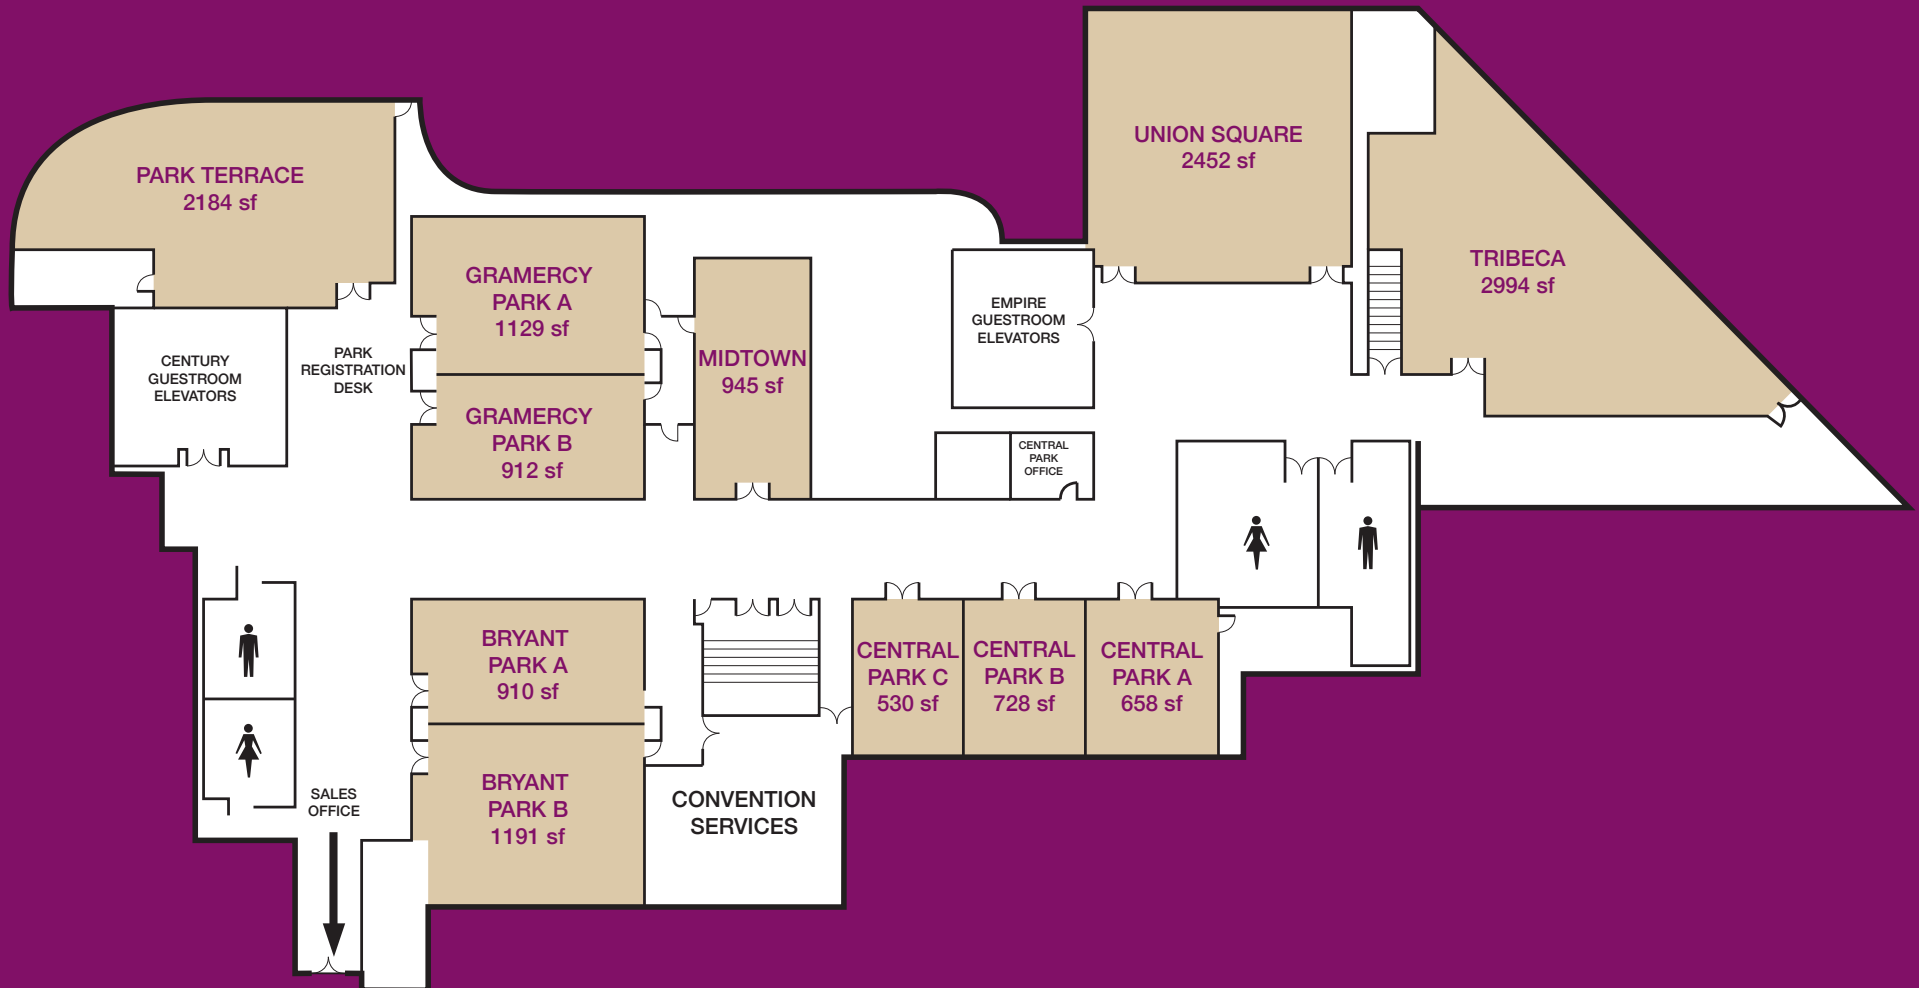 PARK TERRACE
2184 sf
UNION SQUARE
2452 sf
TRIBECA
2994 sf
GRAMERCY
PARK A
1129 sf
MIDTOWN
945 sf
EMPIRE
GUESTROOM
ELEVATORS
CENTURY
GUESTROOM
ELEVATORS
PARK
REGISTRATION
DESK
GRAMERCY
PARK B
912 sf
CENTRAL
PARK
OFFICE
BRYANT
PARK A
910 sf
CENTRAL
PARK C
530 sf
CENTRAL
PARK B
728 sf
CENTRAL
PARK A
658 sf
SALES
OFFICE
BRYANT
PARK B
1191 sf
CONVENTION
SERVICES